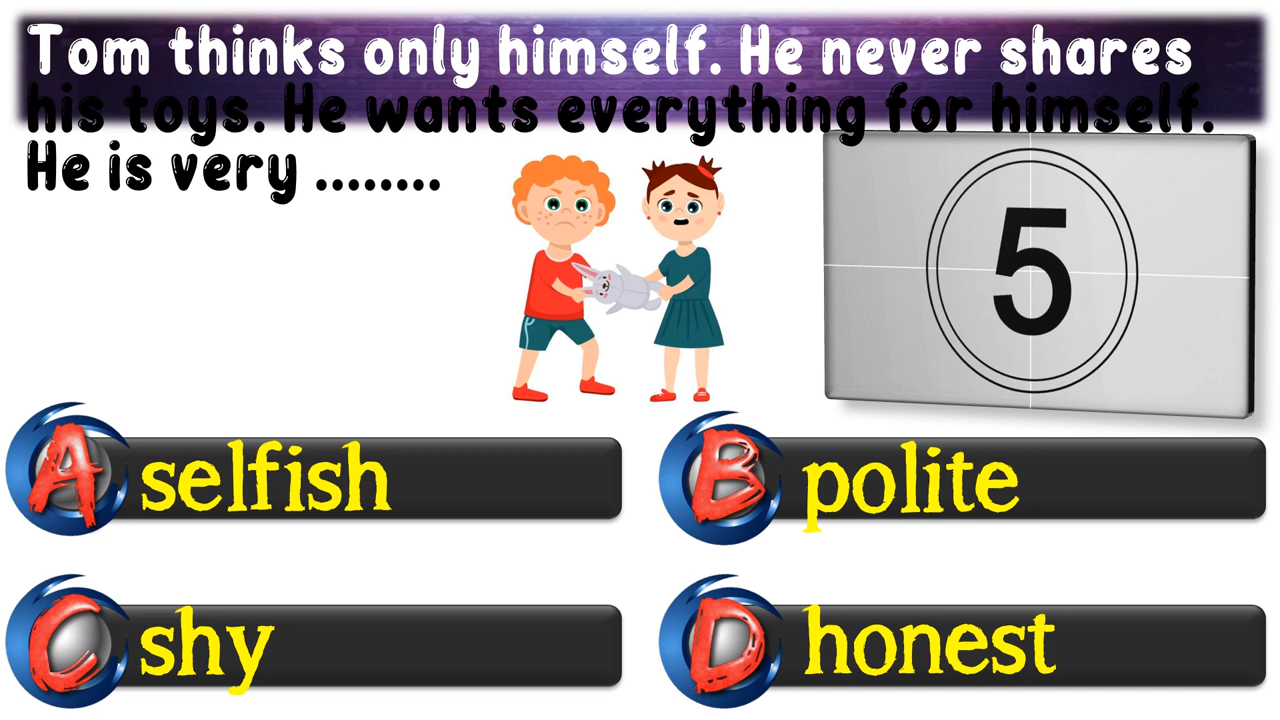 Tom thinks only himself. He never shares
his toys. He wants everything for himself.
He is very ........
5
A selfish
B polite
C shy
D honest